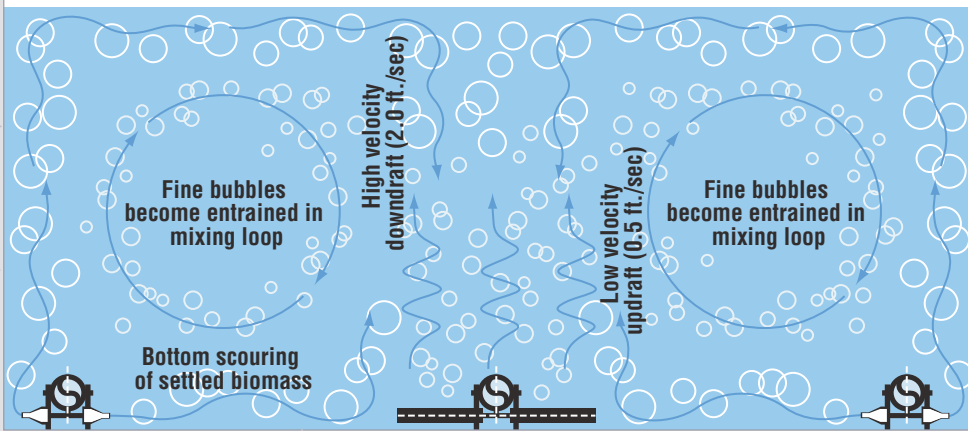 Fine bubbles
become entrained in
mixing loop
High velocity
downdraft (2.0 ft./sec)
Low velocity
updraft (0.5 ft./sec)
Fine bubbles
become entrained in
mixing loop
Bottom scouring
of settled biomass